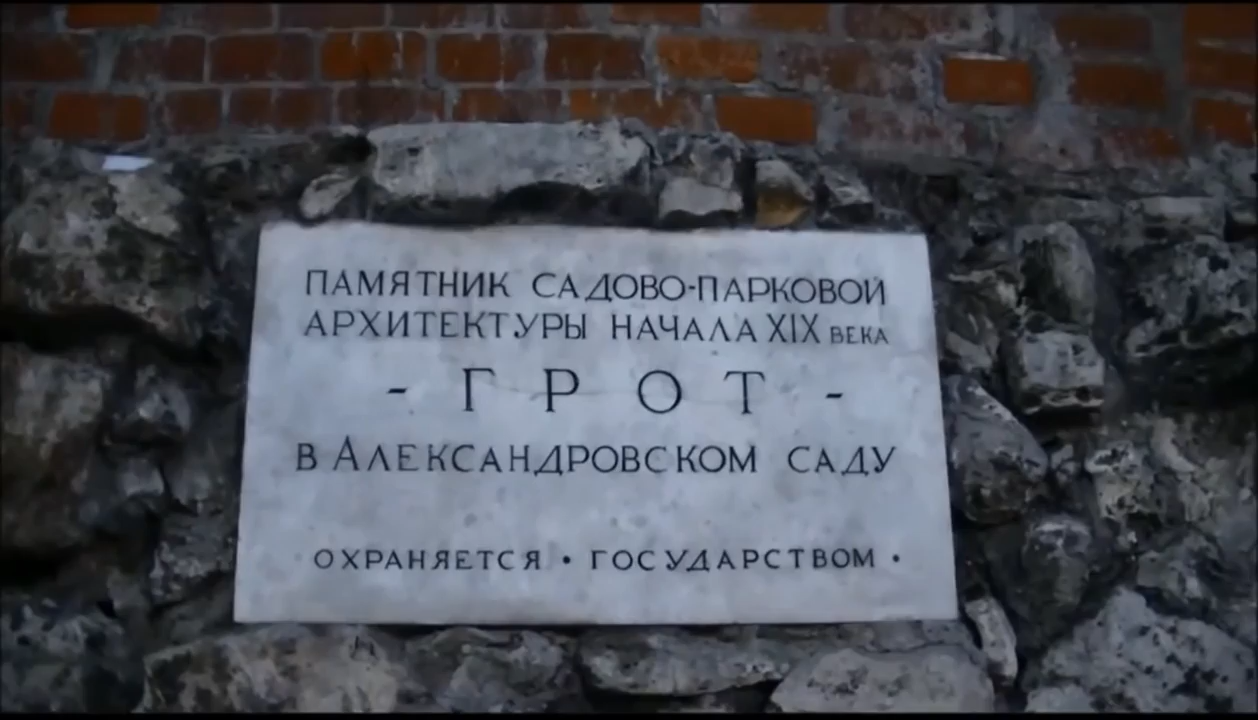 ПАМЯТНИК САДОВО-ПАРКОВОЙ
АРХИТЕКТУРЫ НАЧАЛА XIX ВЕКА
- ГРОТ -
В АЛЕКСАНДРОВСКОМ САДУ
ОХРАНЯЕТСЯ • ГОСУДАРСТВОМ •